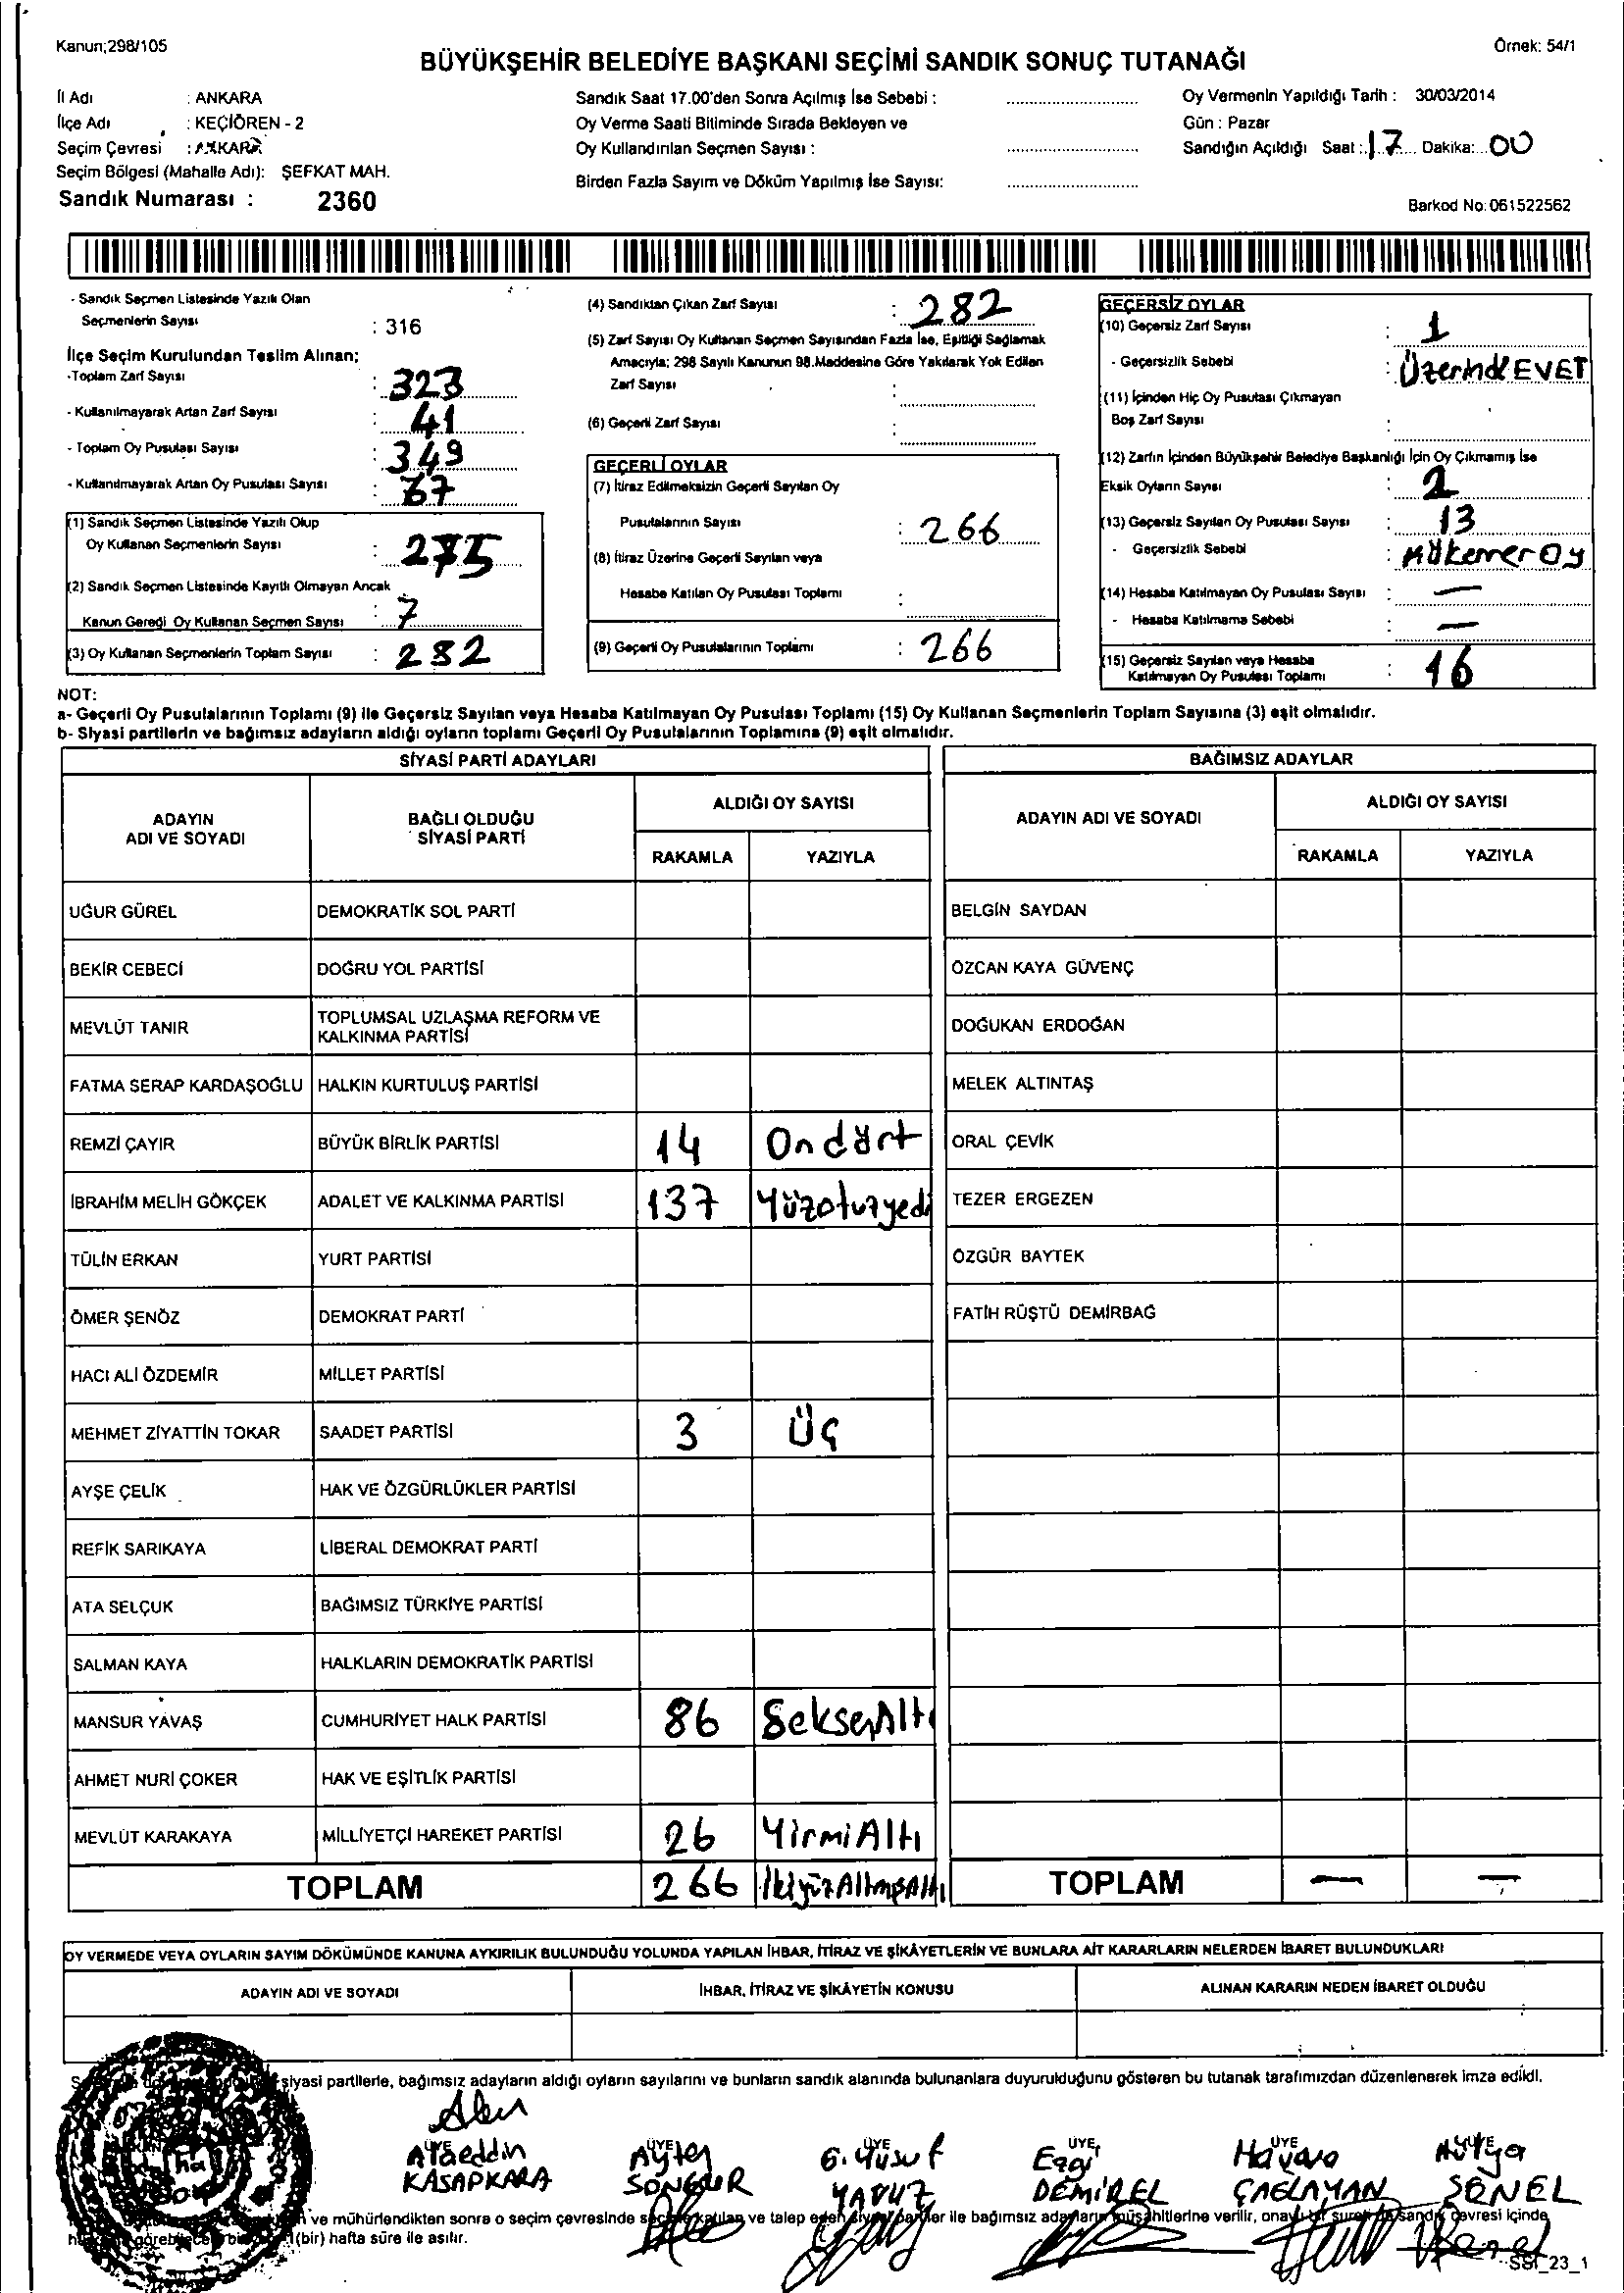 Kanun;298/105
Örnek: 54/1
BÜYÜKŞEHİR BELEDİYE BAŞKANI SEÇİMİ SANDIK SONUÇ TUTANAĞI
İl Adı : ANKARA
İlçe Adı : KEÇİÖREN - 2
Seçim Çevresi : ANKARA
Seçim Bölgesi (Mahalle Adı): ŞEFKAT MAH.
Sandık Numarası : 2360
Sandık Saat 17.00'den Sonra Açılmış İse Sebebi :
Oy Verme Saati Bitiminde Sırada Bekleyen ve
Oy Kullandırılan Seçmen Sayısı :
Birden Fazla Sayım ve Döküm Yapılmış İse Sayısı:
Oy Vermenin Yapıldığı Tarih : 30/03/2014
Gün : Pazar
Sandığın Açıldığı Saat : 17 Dakika: 00
Barkod No: 061522562
- Sandık Seçmen Listesinde Yazılı Olan
Seçmenlerin Sayısı : 316
İlçe Seçim Kurulundan Teslim Alınan;
-Toplam Zarf Sayısı : 323
- Kullanılmayarak Artan Zarf Sayısı : 41
- Toplam Oy Pusulası Sayısı : 349
- Kullanılmayarak Artan Oy Pusulası Sayısı : 67
(1) Sandık Seçmen Listesinde Yazılı Olup
Oy Kullanan Seçmenlerin Sayısı : 275
(2) Sandık Seçmen Listesinde Kayıtlı Olmayan Ancak
Kanun Gereği Oy Kullanan Seçmen Sayısı : 7
(3) Oy Kullanan Seçmenlerin Toplam Sayısı : 282
(4) Sandıktan Çıkan Zarf Sayısı : 282
(5) Zarf Sayısı Oy Kullanan Seçmen Sayısından Fazla İse, Eşitliği Sağlamak
Amacıyla; 298 Sayılı Kanunun 98.Maddesine Göre Yakılarak Yok Edilen
Zarf Sayısı :
(6) Geçerli Zarf Sayısı :
GEÇERLİ OYLAR
(7) İtiraz Edilmeksizin Geçerli Sayılan Oy
Pusulalarının Sayısı : 266
(8) İtiraz Üzerine Geçerli Sayılan veya
Hesaba Katılan Oy Pusulası Toplamı :
(9) Geçerli Oy Pusulalarının Toplamı : 266
GEÇERSİZ OYLAR
(10) Geçersiz Zarf Sayısı : 1
- Geçersizlik Sebebi : Üzerinde EVET
(11) İçinden Hiç Oy Pusulası Çıkmayan
Boş Zarf Sayısı :
(12) Zarfın İçinden Büyükşehir Belediye Başkanlığı İçin Oy Çıkmamış İse
Eksik Oyların Sayısı : 2
(13) Geçersiz Sayılan Oy Pusulası Sayısı : 13
- Geçersizlik Sebebi : Mükerrer Oy
(14) Hesaba Katılmayan Oy Pusulası Sayısı : —
- Hesaba Katılmama Sebebi : —
(15) Geçersiz Sayılan veya Hesaba
Katılmayan Oy Pusulası Toplamı : 16
NOT:
a- Geçerli Oy Pusulalarının Toplamı (9) ile Geçersiz Sayılan veya Hesaba Katılmayan Oy Pusulası Toplamı (15) Oy Kullanan Seçmenlerin Toplam Sayısına (3) eşit olmalıdır.
b- Siyasi partilerin ve bağımsız adayların aldığı oyların toplamı Geçerli Oy Pusulalarının Toplamına (9) eşit olmalıdır.
SİYASİ PARTİ ADAYLARI
ADAYIN ADI VE SOYADI
BAĞLI OLDUĞU SİYASİ PARTİ
ALDIĞI OY SAYISI
RAKAMLA YAZIYLA
UĞUR GÜREL DEMOKRATİK SOL PARTİ
BEKİR CEBECİ DOĞRU YOL PARTİSİ
MEVLÜT TANIR TOPLUMSAL UZLAŞMA REFORM VE
KALKINMA PARTİSİ
FATMA SERAP KARDAŞOĞLU HALKIN KURTULUŞ PARTİSİ
REMZİ ÇAYIR BÜYÜK BİRLİK PARTİSİ 14 Ondört
İBRAHİM MELİH GÖKÇEK ADALET VE KALKINMA PARTİSİ 137 Yüzotuzyedi
TÜLİN ERKAN YURT PARTİSİ
ÖMER ŞENÖZ DEMOKRAT PARTİ
HACI ALİ ÖZDEMİR MİLLET PARTİSİ
MEHMET ZİYATTİN TOKAR SAADET PARTİSİ 3 Üç
AYŞE ÇELİK HAK VE ÖZGÜRLÜKLER PARTİSİ
REFİK SARIKAYA LİBERAL DEMOKRAT PARTİ
ATA SELÇUK BAĞIMSIZ TÜRKİYE PARTİSİ
SALMAN KAYA HALKLARIN DEMOKRATİK PARTİSİ
MANSUR YAVAŞ CUMHURİYET HALK PARTİSİ 86 SeksenAltı
AHMET NURİ ÇOKER HAK VE EŞİTLİK PARTİSİ
MEVLÜT KARAKAYA MİLLİYETÇİ HAREKET PARTİSİ 26 YirmiAltı
TOPLAM 266 İkiyüzAltmışAltı
BAĞIMSIZ ADAYLAR
ADAYIN ADI VE SOYADI
ALDIĞI OY SAYISI
RAKAMLA YAZIYLA
BELGİN SAYDAN
ÖZCAN KAYA GÜVENÇ
DOĞUKAN ERDOĞAN
MELEK ALTINTAŞ
ORAL ÇEVİK
TEZER ERGEZEN
ÖZGÜR BAYTEK
FATİH RÜŞTÜ DEMİRBAĞ
TOPLAM — —
OY VERMEDE VEYA OYLARIN SAYIM DÖKÜMÜNDE KANUNA AYKIRILIK BULUNDUĞU YOLUNDA YAPILAN İHBAR, İTİRAZ VE ŞİKÂYETLERİN VE BUNLARA AİT KARARLARIN NELERDEN İBARET BULUNDUKLARI
ADAYIN ADI VE SOYADI İHBAR, İTİRAZ VE ŞİKÂYETİN KONUSU ALINAN KARARIN NEDEN İBARET OLDUĞU
siyasi partilerle, bağımsız adayların aldığı oyların sayılarını ve bunların sandık alanında bulunanlara duyurulduğunu gösteren bu tutanak tarafımızdan düzenlenerek imza edildi.
ÜYE ÜYE ÜYE ÜYE ÜYE ÜYE
Alaeddin Ayten G. Yusuf Ezgi Havava Hülya
KASAPKARA SONGUR YAVUZ DEMİREL ÇAĞLAYAN ŞENEL
ve mühürlendikten sonra o seçim çevresinde seçime katılan ve talep eden siyasi partiler ile bağımsız adayların müşahitlerine verilir, onaylı bir sureti de sandık çevresi içinde
(bir) hafta süre ile asılır.
SSI_23_1